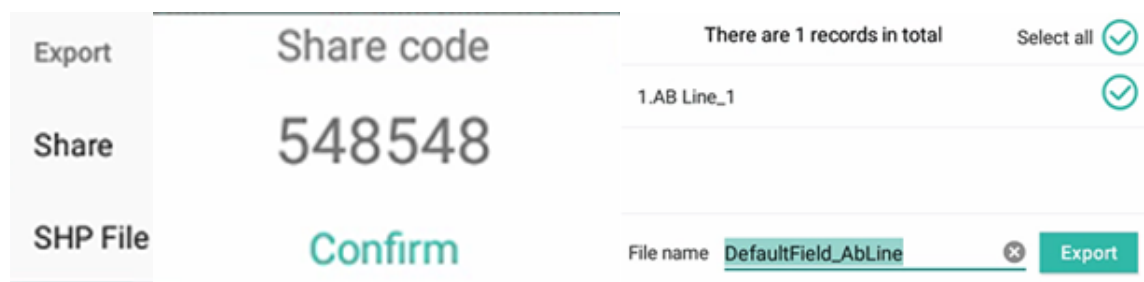 Export
Share
SHP File
Share code
548548
Confirm
There are 1 records in total
Select all
1.AB Line_1
File name DefaultField_AbLine
Export